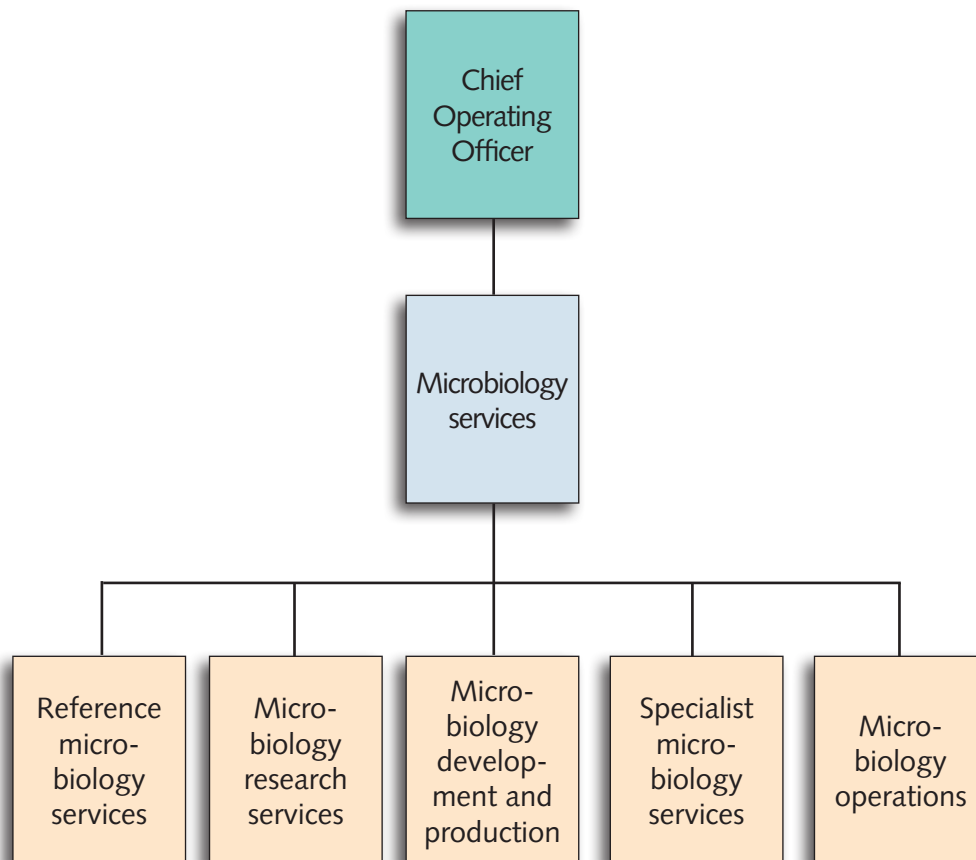 Chief
Operating
Officer
Microbiology
services
Reference
micro-
biology
services
Micro-
biology
research
services
Micro-
biology
develop-
ment and
production
Specialist
micro-
biology
services
Micro-
biology
operations